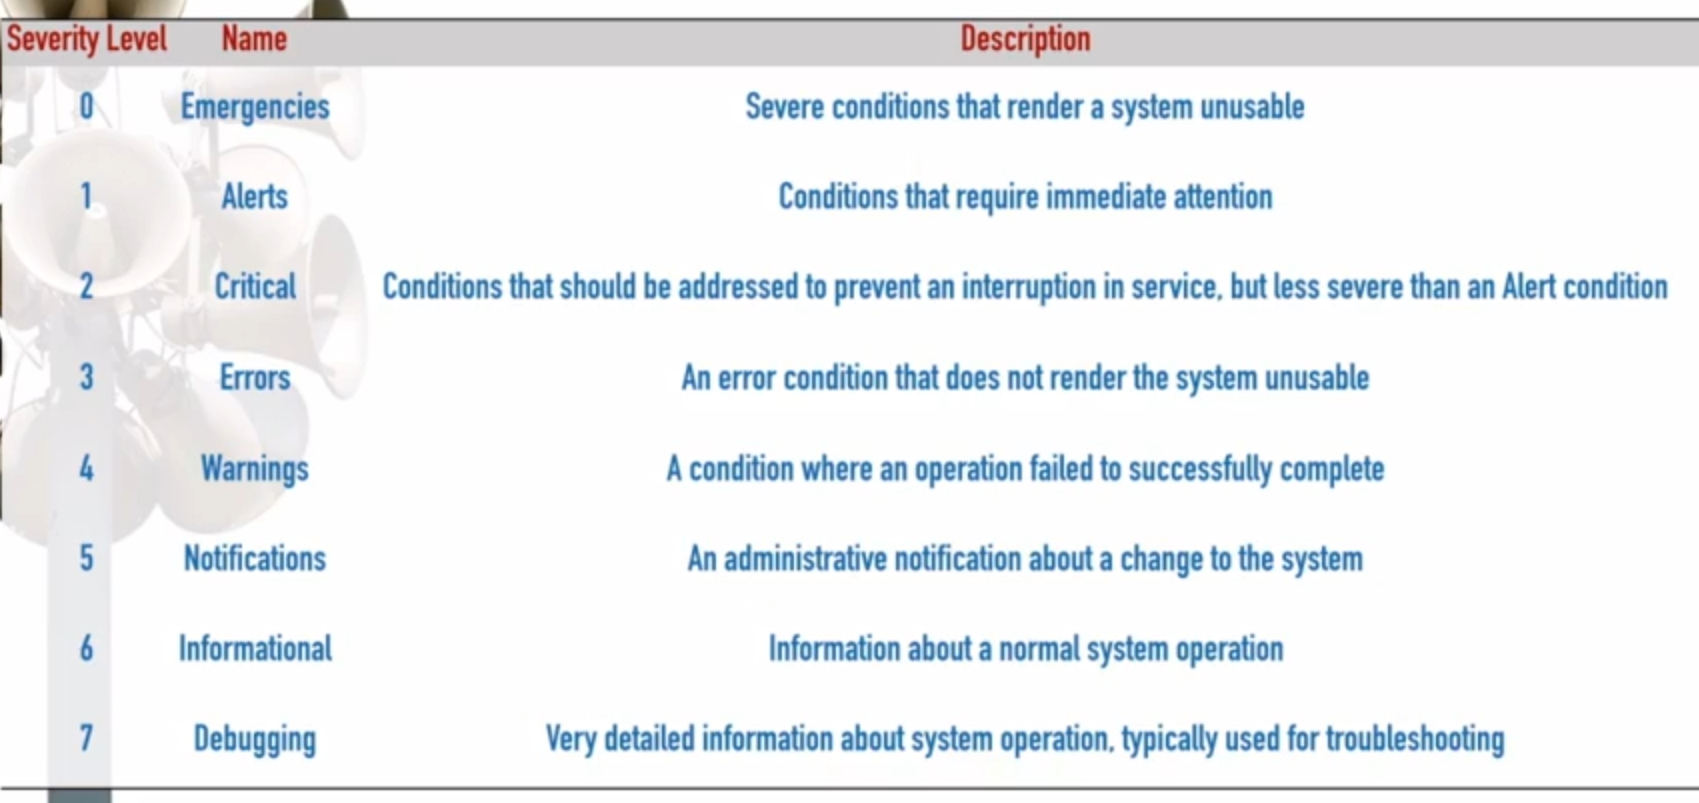 Severity Level Name Description
0 Emergencies Severe conditions that render a system unusable
1 Alerts Conditions that require immediate attention
2 Critical Conditions that should be addressed to prevent an interruption in service, but less severe than an Alert condition
3 Errors An error condition that does not render the system unusable
4 Warnings A condition where an operation failed to successfully complete
5 Notifications An administrative notification about a change to the system
6 Informational Information about a normal system operation
7 Debugging Very detailed information about system operation, typically used for troubleshooting